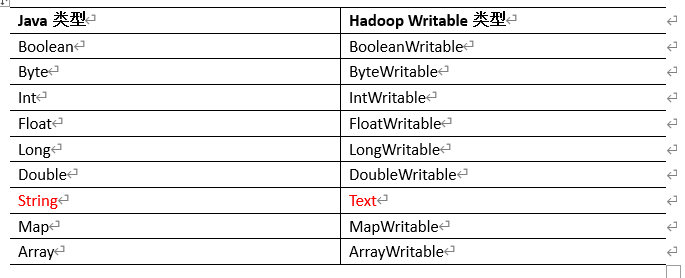 Java 类型 Hadoop Writable 类型
Boolean BooleanWritable
Byte ByteWritable
Int IntWritable
Float FloatWritable
Long LongWritable
Double DoubleWritable
String Text
Map MapWritable
Array ArrayWritable